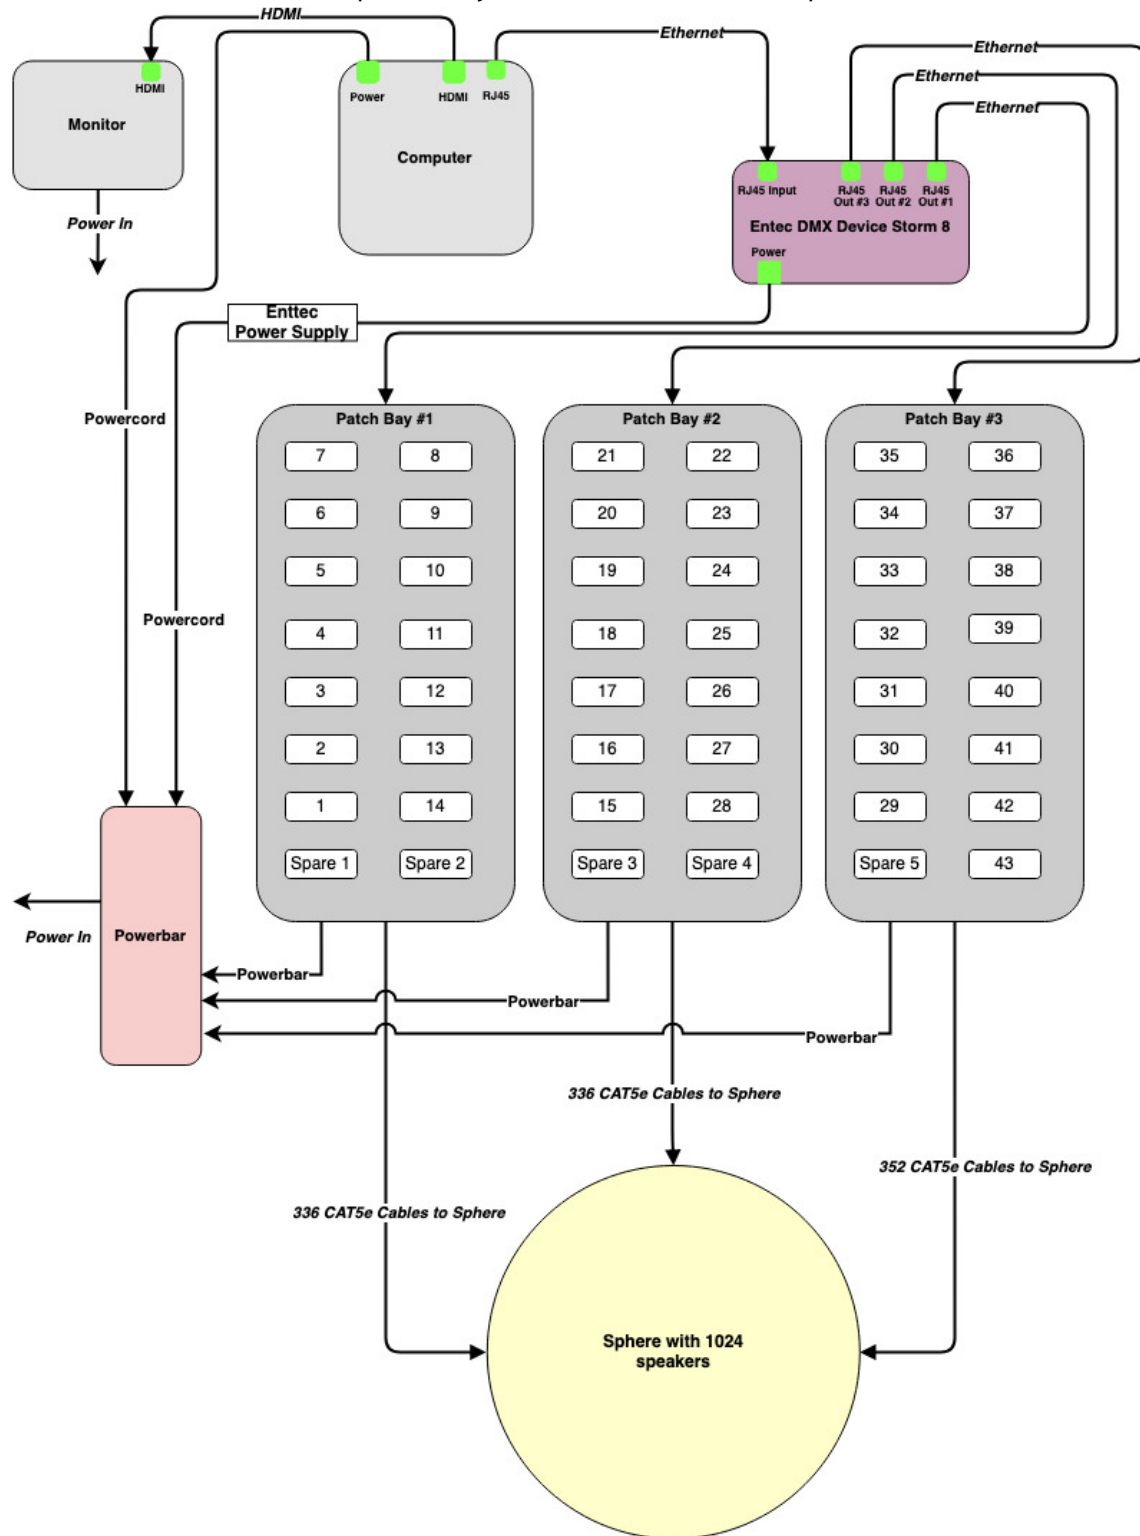 HDMI
Ethernet
Ethernet
Ethernet
Ethernet
HDMI
Monitor
Power In
Power
HDMI
RJ45
Computer
RJ45 Input
RJ45
Out #3
RJ45
Out #2
RJ45
Out #1
Entec DMX Device Storm 8
Power
Enttec
Power Supply
Powercord
Powercord
Patch Bay #1
7 8
6 9
5 10
4 11
3 12
2 13
1 14
Spare 1 Spare 2
Patch Bay #2
21 22
20 23
19 24
18 25
17 26
16 27
15 28
Spare 3 Spare 4
Patch Bay #3
35 36
34 37
33 38
32 39
31 40
30 41
29 42
Spare 5 43
Power In
Powerbar
Powerbar
Powerbar
Powerbar
336 CAT5e Cables to Sphere
352 CAT5e Cables to Sphere
336 CAT5e Cables to Sphere
Sphere with 1024
speakers